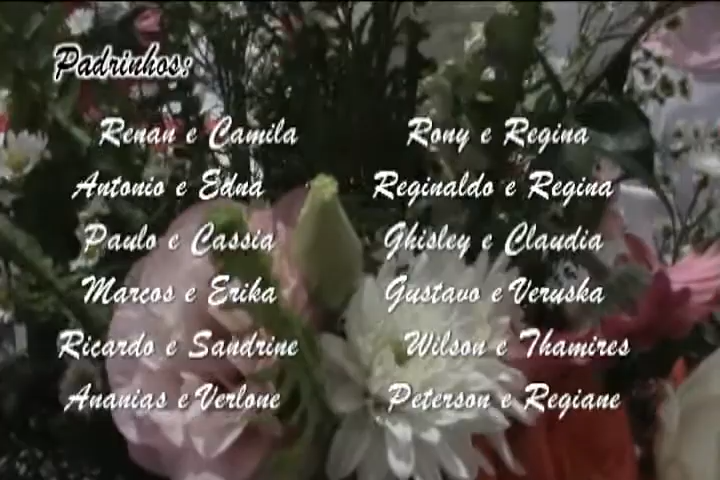 Padrinhos:
Renan e Camila
Antonio e Edna
Paulo e Cassia
Marcos e Erika
Ricardo e Sandrine
Ananias e Verlone
Rony e Regina
Reginaldo e Regina
Ghisley e Claudia
Gustavo e Veruska
Wilson e Thamires
Peterson e Regiane